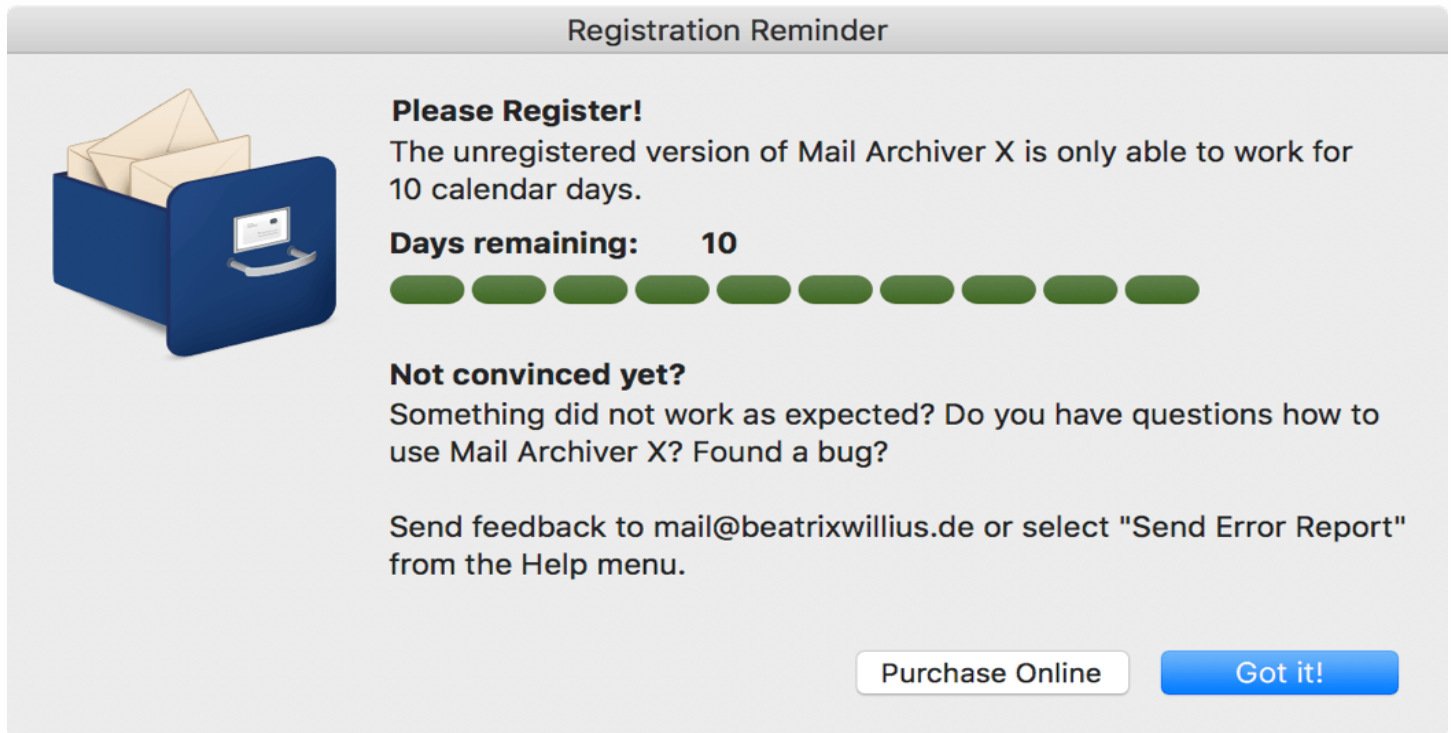 Registration Reminder
Please Register!
The unregistered version of Mail Archiver X is only able to work for
10 calendar days.
Days remaining: 10
Not convinced yet?
Something did not work as expected? Do you have questions how to
use Mail Archiver X? Found a bug?
Send feedback to mail@beatrixwillius.de or select "Send Error Report"
from the Help menu.
Purchase Online
Got it!